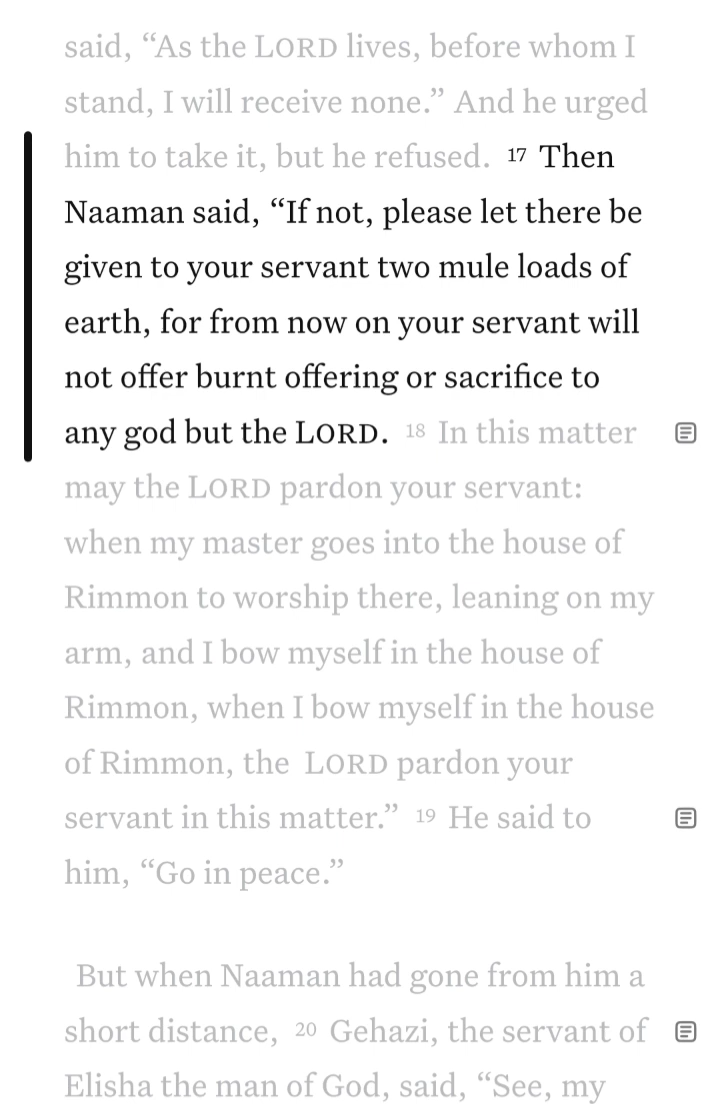 said, “As the LORD lives, before whom I
stand, I will receive none.” And he urged
him to take it, but he refused. 17 Then
Naaman said, “If not, please let there be
given to your servant two mule loads of
earth, for from now on your servant will
not offer burnt offering or sacrifice to
any god but the LORD. 18 In this matter
may the LORD pardon your servant:
when my master goes into the house of
Rimmon to worship there, leaning on my
arm, and I bow myself in the house of
Rimmon, when I bow myself in the house
of Rimmon, the LORD pardon your
servant in this matter.” 19 He said to
him, “Go in peace.”
But when Naaman had gone from him a
short distance, 20 Gehazi, the servant of
Elisha the man of God, said, “See, my